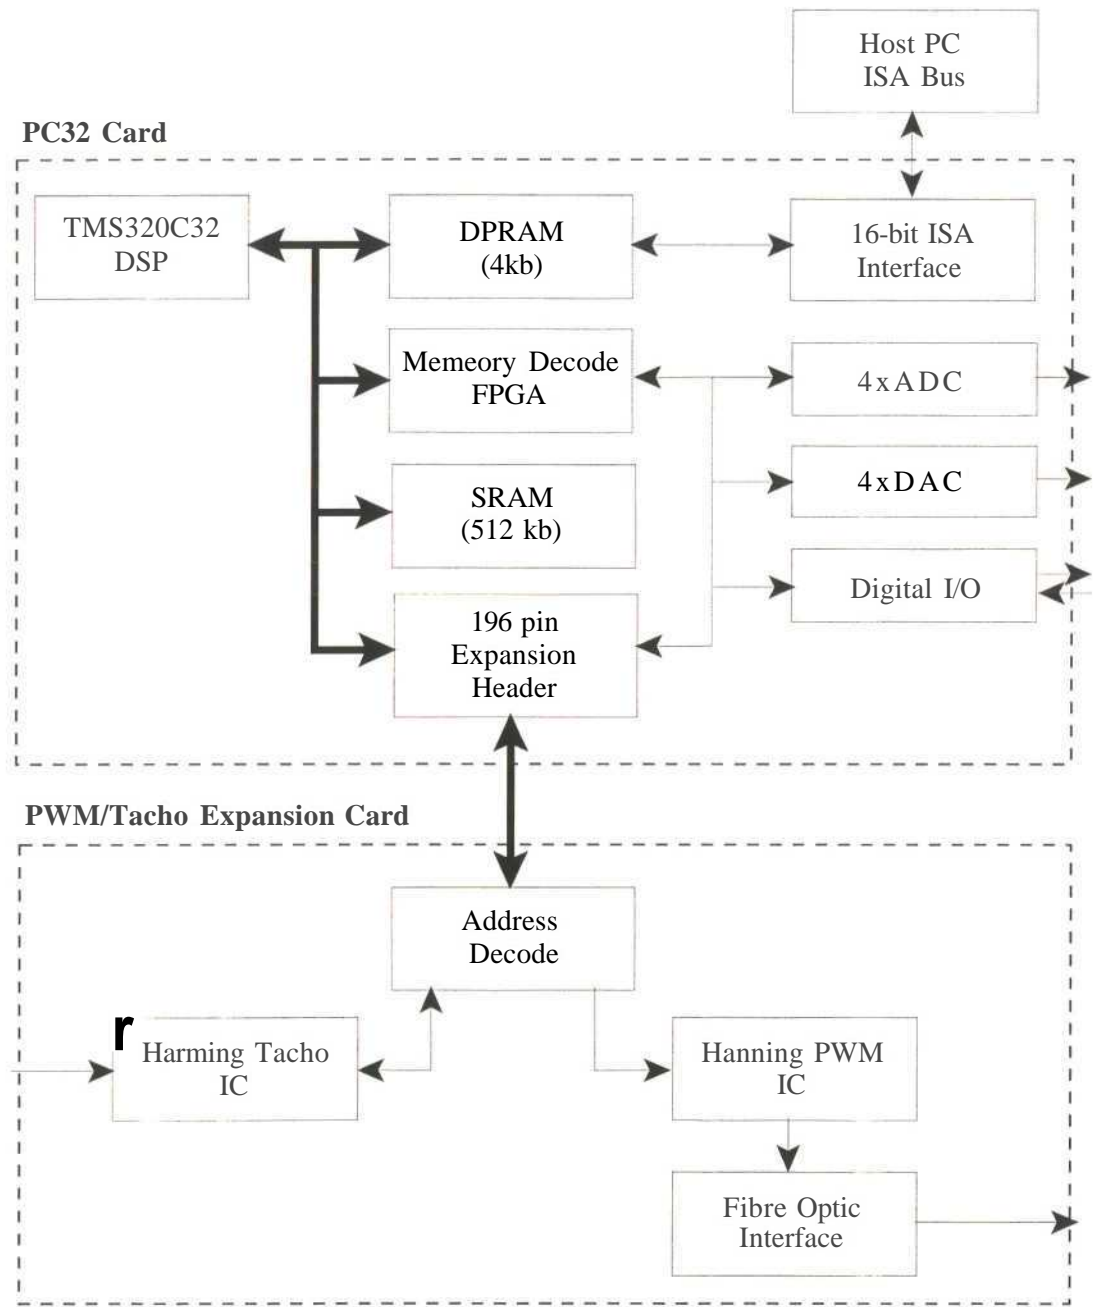 Host PC
ISA Bus
PC32 Card
TMS320C32
DSP
DPRAM
(4kb)
16-bit ISA
Interface
Memeory Decode
FPGA
4xADC
SRAM
(512 kb)
4xDAC
Digital I/O
196 pin
Expansion
Header
PWM/Tacho Expansion Card
Address
Decode
r
Harming Tacho
IC
Hanning PWM
IC
Fibre Optic
Interface